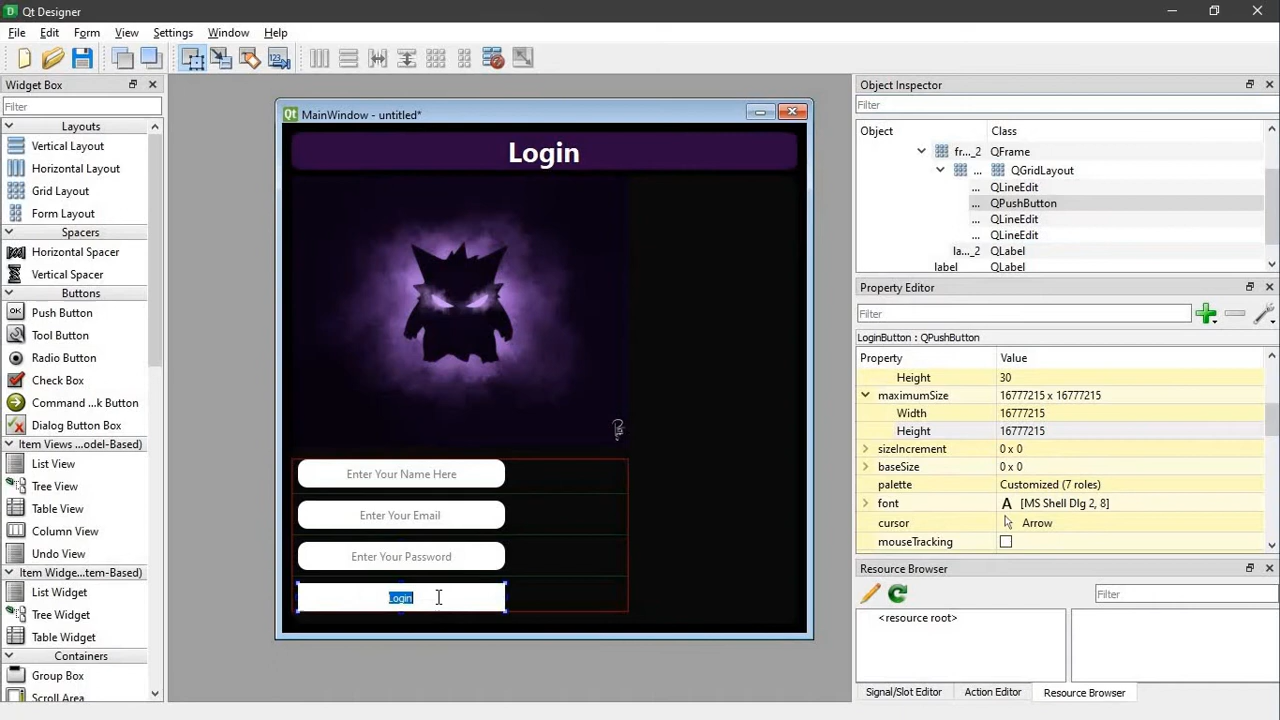 Qt Designer
File Edit Form View Settings Window Help
Widget Box
Filter
Layouts
Vertical Layout
Horizontal Layout
Grid Layout
Form Layout
Spacers
Horizontal Spacer
Vertical Spacer
Buttons
Push Button
Tool Button
Radio Button
Check Box
Command ...k Button
Dialog Button Box
Item Views ...odel-Based)
List View
Tree View
Table View
Column View
Undo View
Item Widge...tem-Based)
List Widget
Tree Widget
Table Widget
Containers
Group Box
Scroll Area
MainWindow - untitled*
Login
Enter Your Name Here
Enter Your Email
Enter Your Password
Login
Object Inspector
Filter
Object Class
fr..._2 QFrame
... QGridLayout
... QLineEdit
... QPushButton
... QLineEdit
... QLineEdit
la..._2 QLabel
label QLabel
Property Editor
Filter
LoginButton : QPushButton
Property Value
Height 30
maximumSize 16777215 x 16777215
Width 16777215
Height 16777215
sizeIncrement 0 x 0
baseSize 0 x 0
palette Customized (7 roles)
font A [MS Shell Dlg 2, 8]
cursor Arrow
mouseTracking
Resource Browser
Filter
<resource root>
Signal/Slot Editor Action Editor Resource Browser